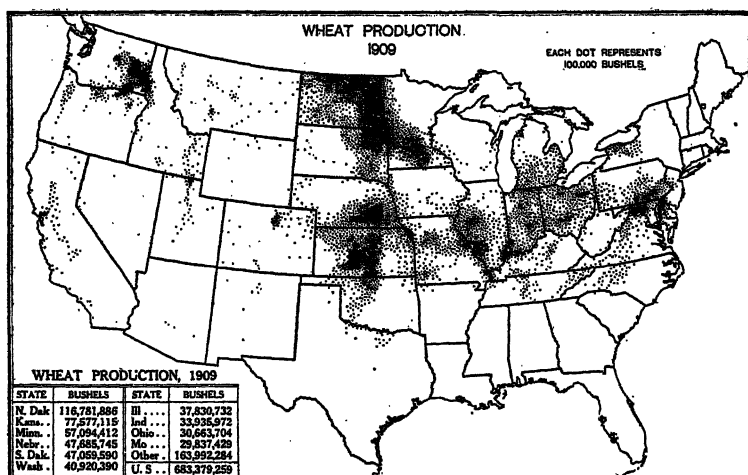 WHEAT PRODUCTION
1909
EACH DOT REPRESENTS
100,000 BUSHELS
WHEAT PRODUCTION, 1909
STATE BUSHELS STATE BUSHELS
N. Dak 116,781,886 Ill .... 37,830,732
Kans.. 77,577,115 Ind ... 33,935,972
Minn.. 57,094,412 Ohio... 30,663,704
Nebr.. 47,685,745 Mo ... 29,837,429
S. Dak. 47,059,590 Other. 163,992,284
Wash. 40,920,390 U. S.. 683,379,259